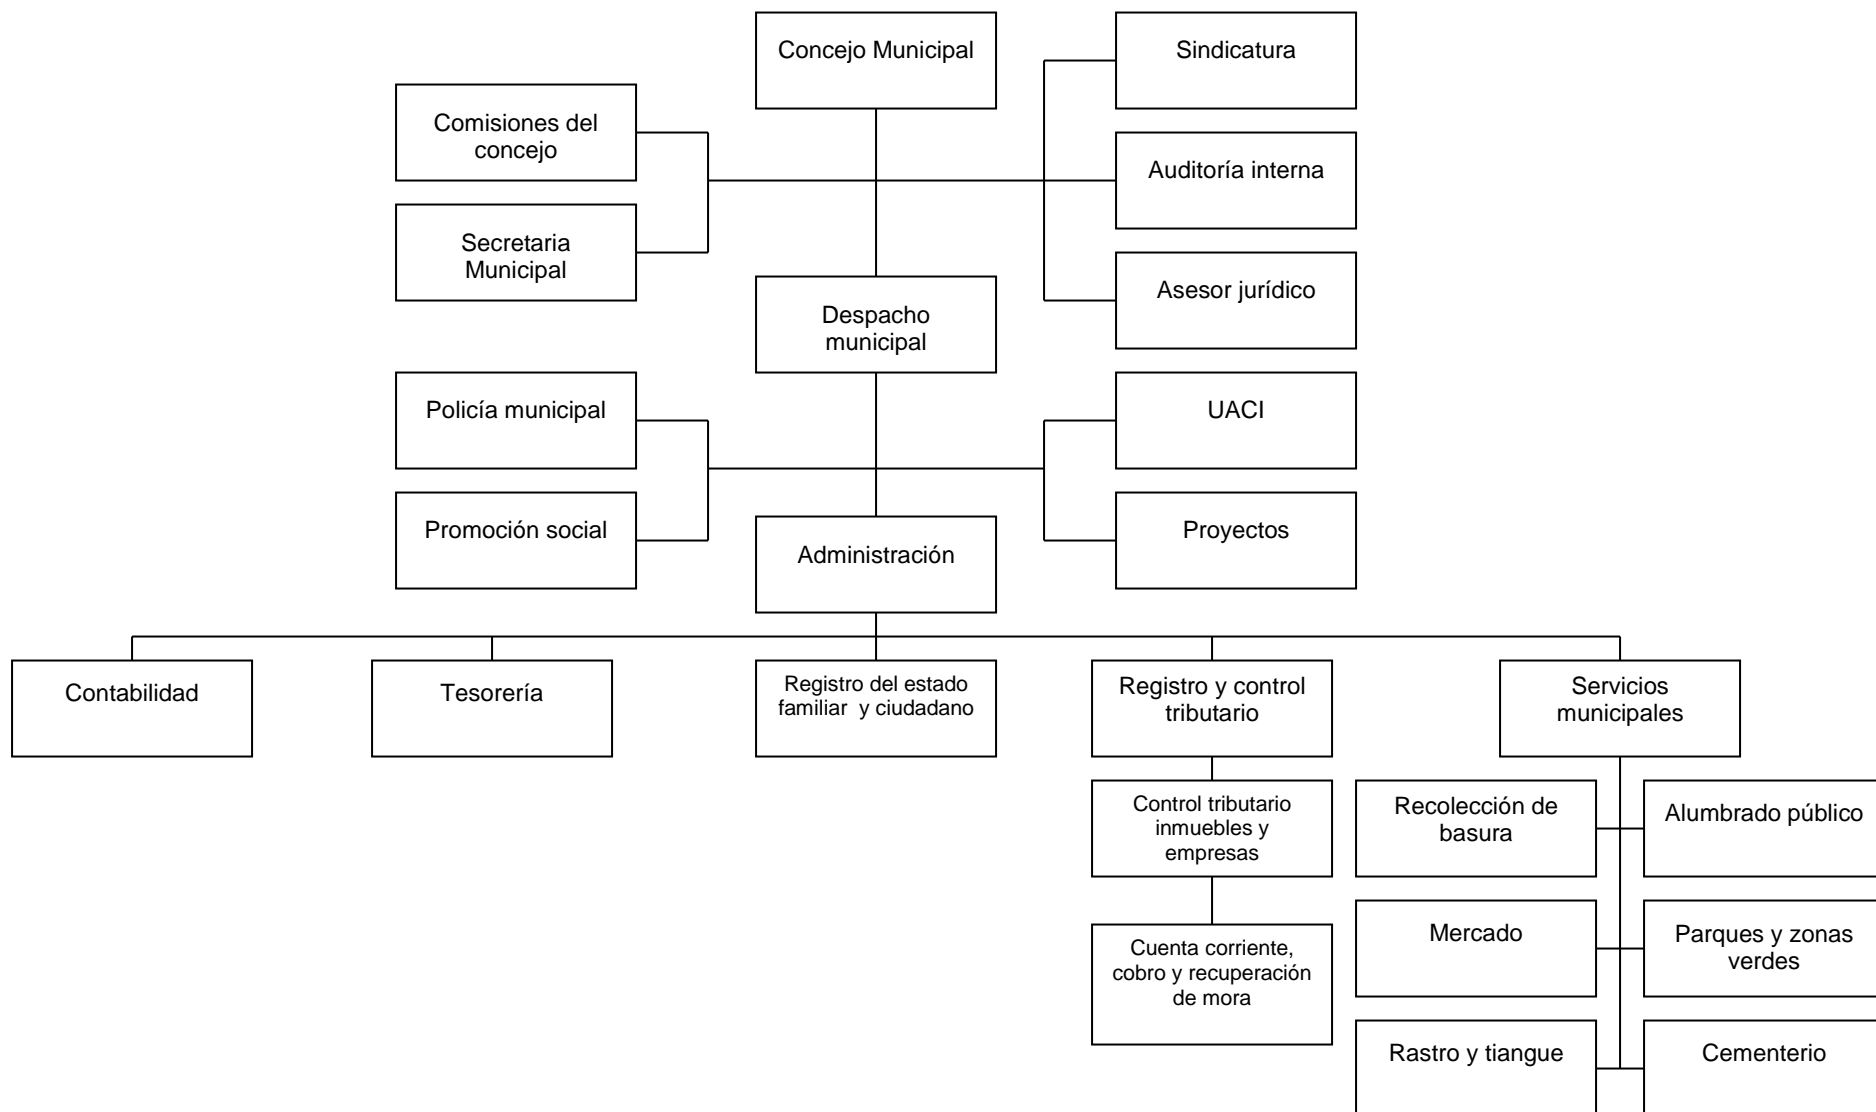 Concejo Municipal
Sindicatura
Comisiones del
concejo
Auditoría interna
Secretaria
Municipal
Asesor jurídico
Despacho
municipal
Policía municipal
UACI
Promoción social
Proyectos
Administración
Contabilidad
Tesorería
Registro del estado
familiar y ciudadano
Registro y control
tributario
Servicios
municipales
Control tributario
inmuebles y
empresas
Recolección de
basura
Alumbrado público
Cuenta corriente,
cobro y recuperación
de mora
Mercado
Parques y zonas
verdes
Rastro y tiangue
Cementerio